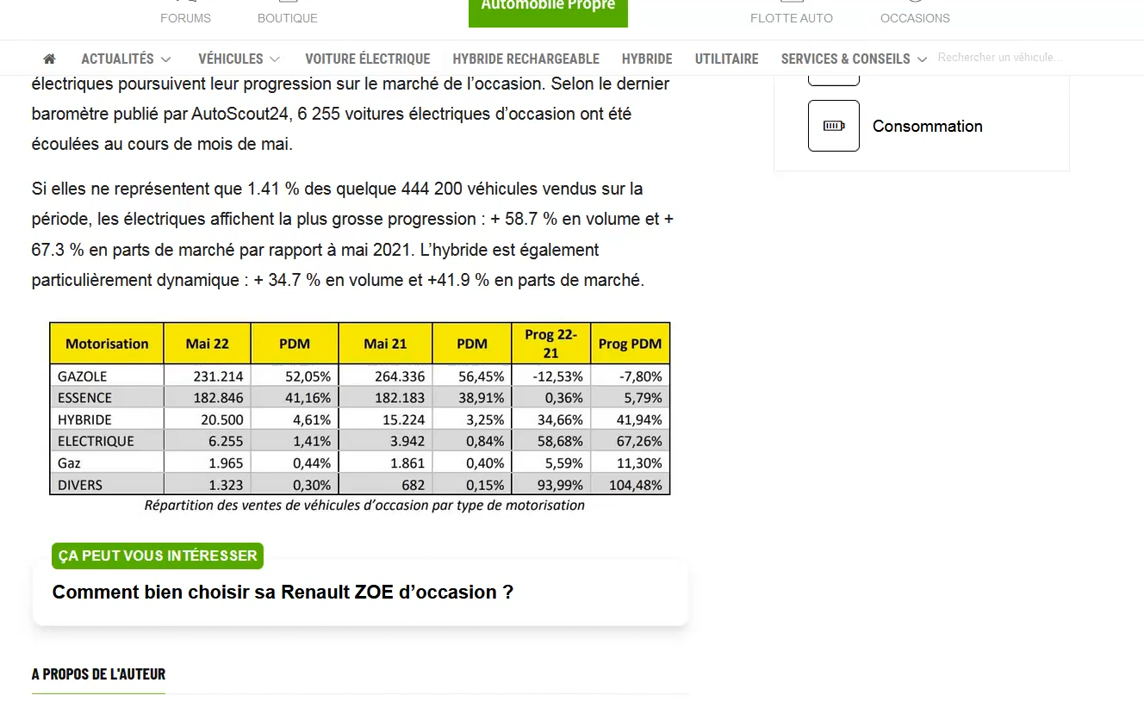 FORUMS
BOUTIQUE
Automobile Propre
FLOTTE AUTO
OCCASIONS
ACTUALITÉS
VÉHICULES
VOITURE ÉLECTRIQUE
HYBRIDE RECHARGEABLE
HYBRIDE
UTILITAIRE
SERVICES & CONSEILS
Rechercher un véhicule...
électriques poursuivent leur progression sur le marché de l'occasion. Selon le dernier
baromètre publié par AutoScout24, 6 255 voitures électriques d'occasion ont été
écoulées au cours de mois de mai.
Si elles ne représentent que 1.41 % des quelque 444 200 véhicules vendus sur la
période, les électriques affichent la plus grosse progression : + 58.7 % en volume et +
67.3 % en parts de marché par rapport à mai 2021. L'hybride est également
particulièrement dynamique : + 34.7 % en volume et +41.9 % en parts de marché.
Consommation
Motorisation Mai 22 PDM Mai 21 PDM Prog 22-21 Prog PDM
GAZOLE 231.214 52,05% 264.336 56,45% -12,53% -7,80%
ESSENCE 182.846 41,16% 182.183 38,91% 0,36% 5,79%
HYBRIDE 20.500 4,61% 15.224 3,25% 34,66% 41,94%
ELECTRIQUE 6.255 1,41% 3.942 0,84% 58,68% 67,26%
Gaz 1.965 0,44% 1.861 0,40% 5,59% 11,30%
DIVERS 1.323 0,30% 682 0,15% 93,99% 104,48%
Répartition des ventes de véhicules d'occasion par type de motorisation
ÇA PEUT VOUS INTÉRESSER
Comment bien choisir sa Renault ZOE d'occasion ?
A PROPOS DE L'AUTEUR